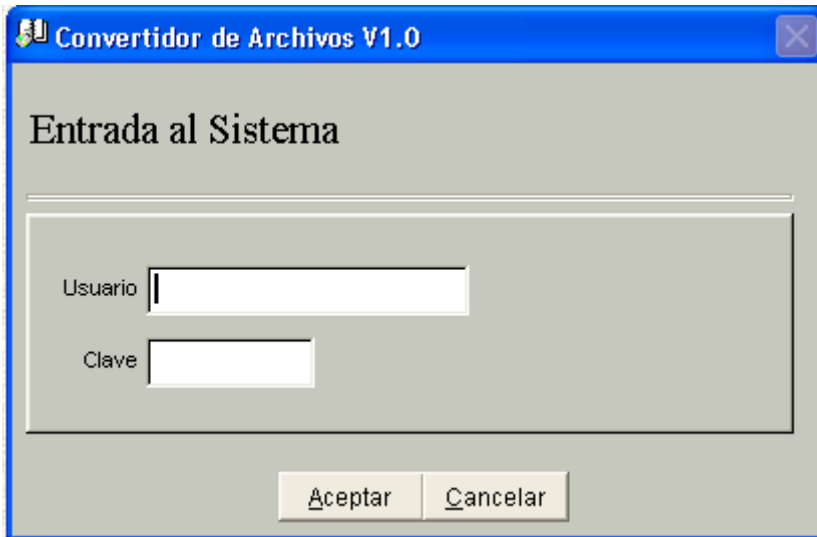 Convertidor de Archivos V1.0
Entrada al Sistema
Usuario
Clave
Aceptar Cancelar